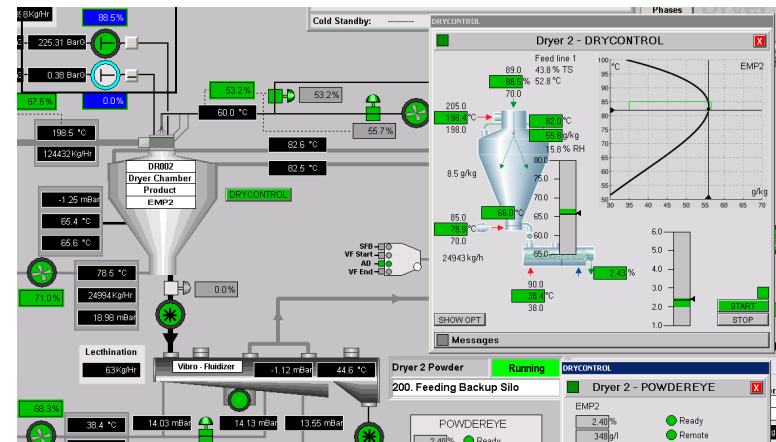 88.5%
Cold Standby: ----------
Phases
DRYCONTROL
225.31 BarG
0.38 BarG
67.6%
0.0%
53.2%
53.2%
60.0 °C
55.7%
198.5 °C
124432Kg/Hr
82.6 °C
82.5 °C
DR002
Dryer Chamber
Product
EMP2
DRYCONTROL
-1.25 mBar
65.4 °C
65.6 °C
SFB
VF Start
AD
VF End
78.5 °C
24994Kg/Hr
18.98 mBar
71.0%
0.0%
Lecthination
63Kg/Hr
Vibro - Fluidizer
-1.12 mBar
44.6 °C
68.3%
38.4 °C
14.03 mBar
14.13 mBar
13.55 mBar
Dryer 2 Powder
Running
200. Feeding Backup Silo
POWDEREYE
2.40%
Ready
Dryer 2 - DRYCONTROL
X
Feed line 1
89.0 43.8% TS
88.5% 52.8 °C
70.0
205.0
198.4 °C
198.0
82.0 °C
55.8 g/kg
15.8% RH
8.5 g/kg
80.0
75.0
70.0
65.0
60.0
55.0
66.0 °C
85.0
78.9 °C
70.0
24943 kg/h
90.0
38.4 °C
38.0
2.43 %
6.0
5.0
4.0
3.0
2.0
1.0
°C
EMP2
100
95
90
85
80
75
70
65
60
55
50
30 35 40 45 50 55 60 65 70
g/kg
START
STOP
SHOW OPT
Messages
DRYCONTROL
Dryer 2 - POWDEREYE
X
EMP2
2.40 %
Ready
348 g/l
Remote